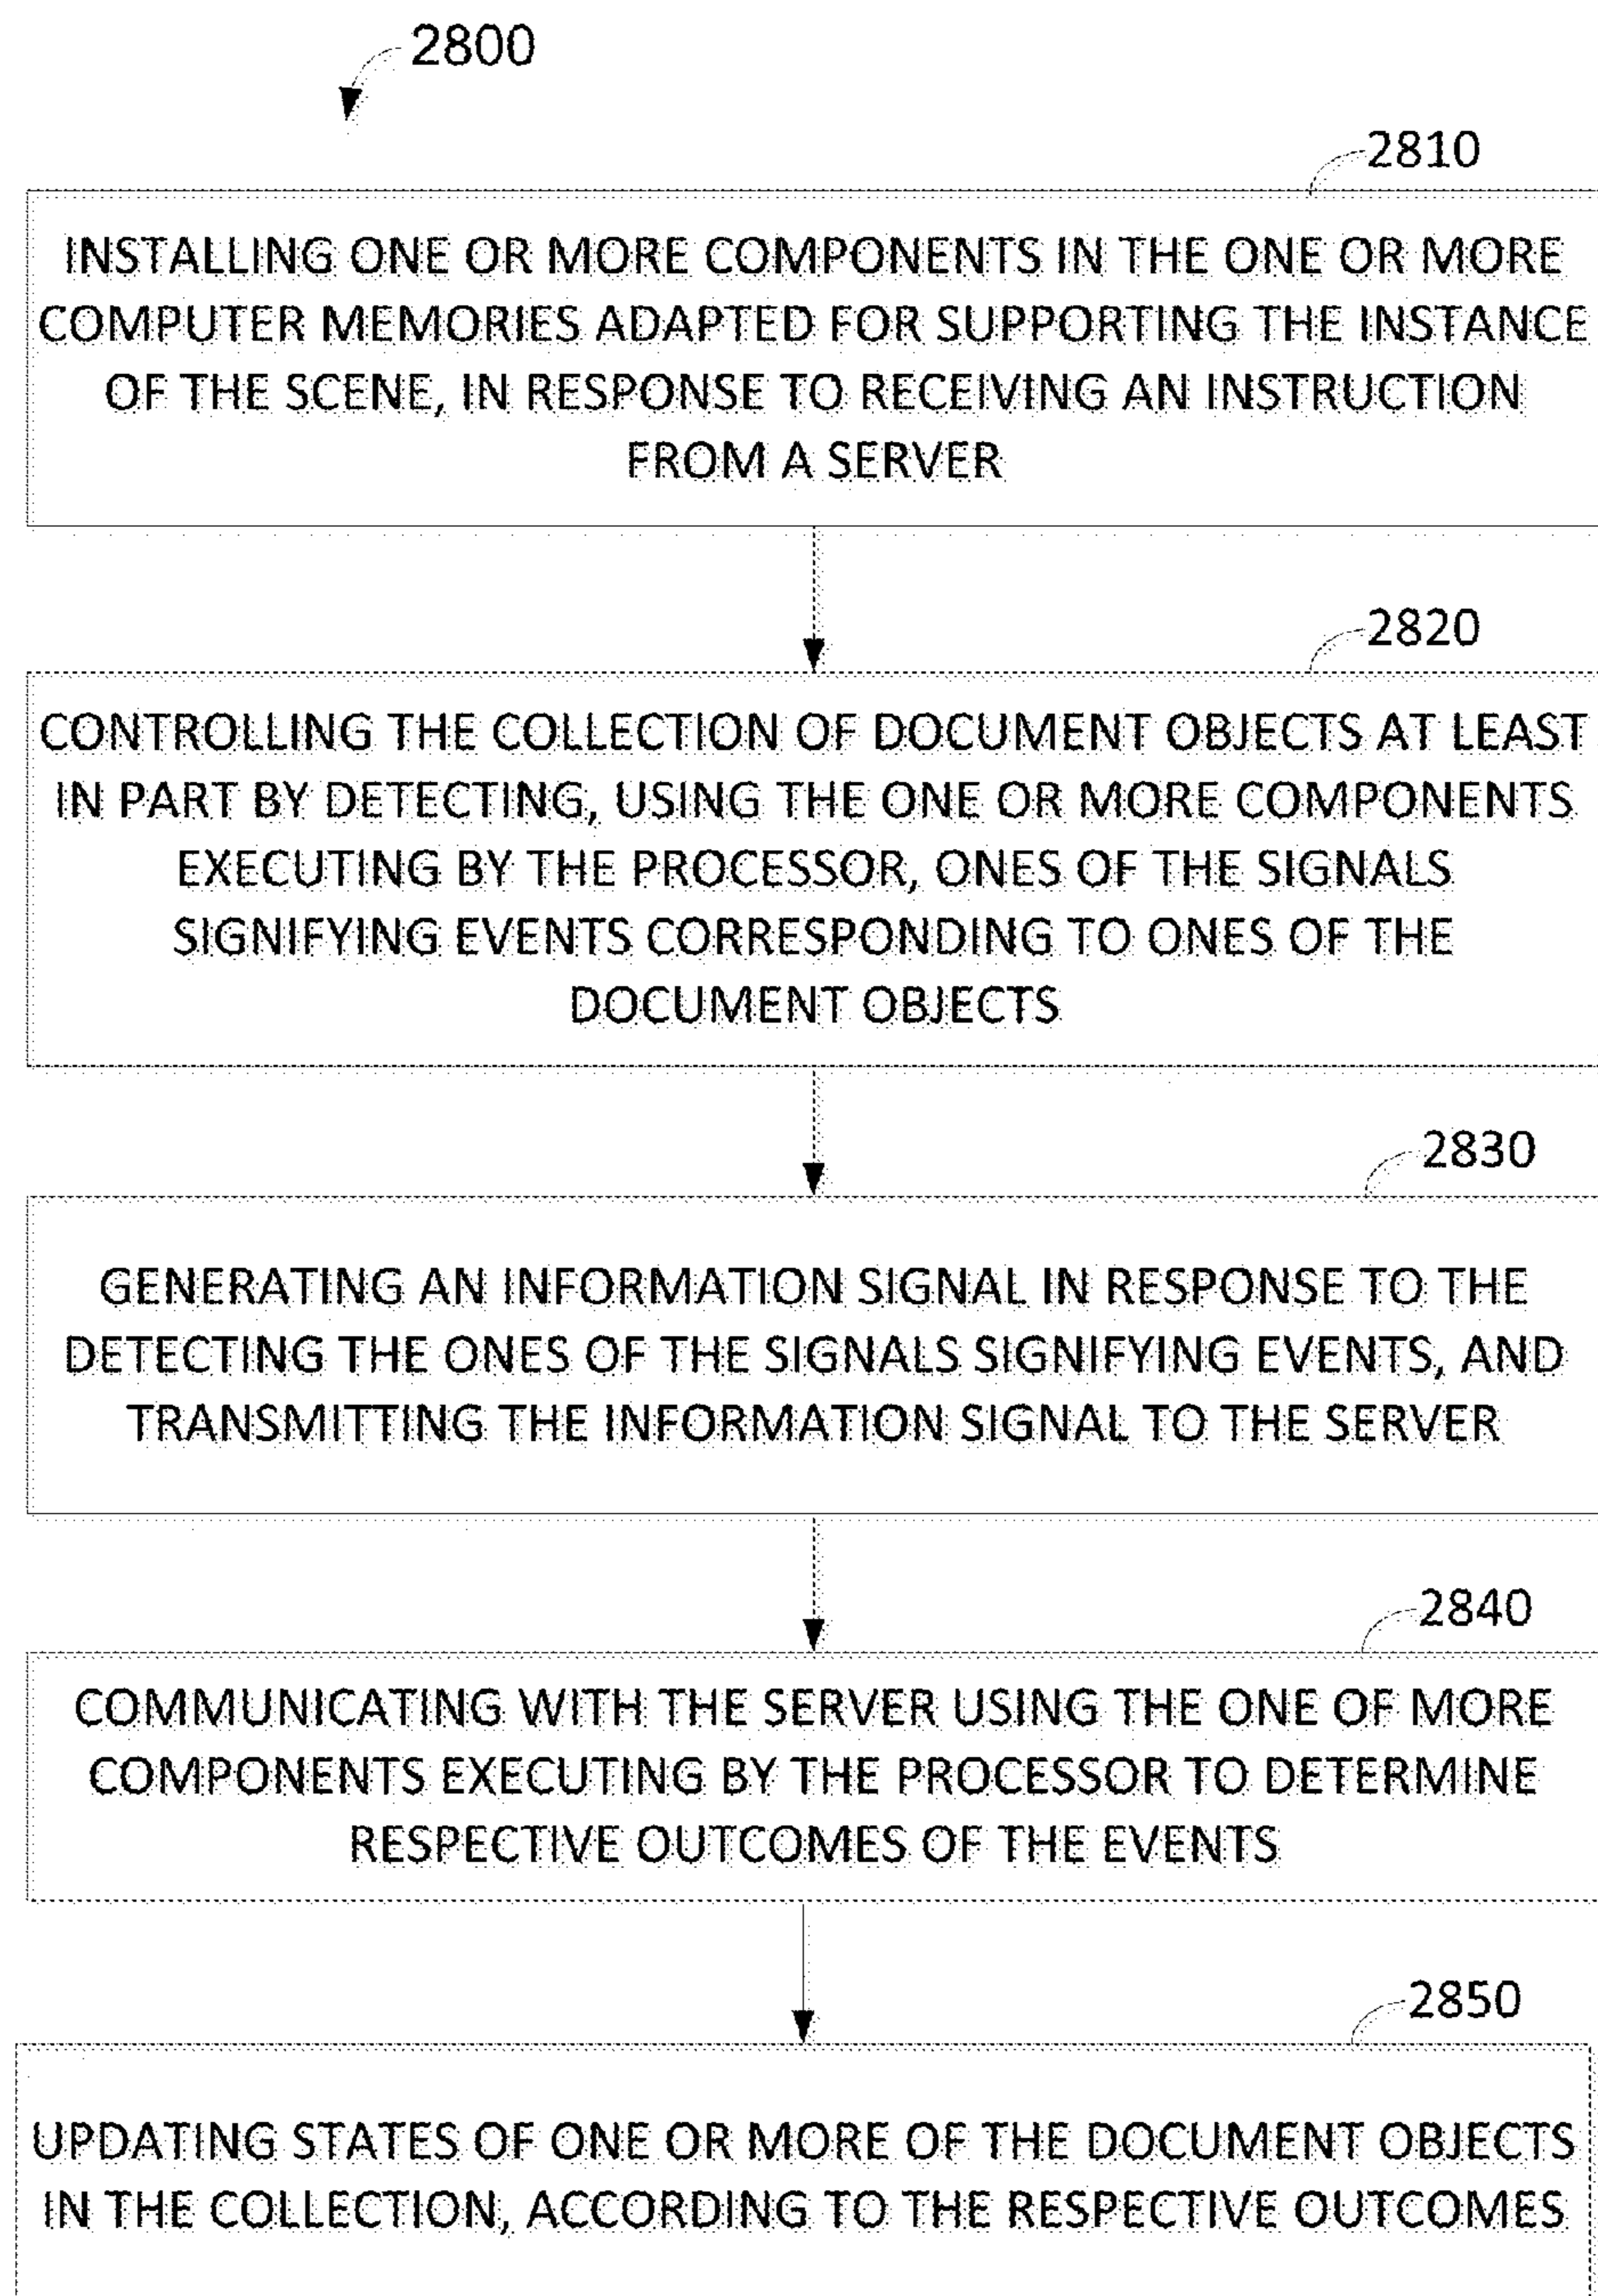 2800
2810
INSTALLING ONE OR MORE COMPONENTS IN THE ONE OR MORE
COMPUTER MEMORIES ADAPTED FOR SUPPORTING THE INSTANCE
OF THE SCENE, IN RESPONSE TO RECEIVING AN INSTRUCTION
FROM A SERVER
2820
CONTROLLING THE COLLECTION OF DOCUMENT OBJECTS AT LEAST
IN PART BY DETECTING, USING THE ONE OR MORE COMPONENTS
EXECUTING BY THE PROCESSOR, ONES OF THE SIGNALS
SIGNIFYING EVENTS CORRESPONDING TO ONES OF THE
DOCUMENT OBJECTS
2830
GENERATING AN INFORMATION SIGNAL IN RESPONSE TO THE
DETECTING THE ONES OF THE SIGNALS SIGNIFYING EVENTS, AND
TRANSMITTING THE INFORMATION SIGNAL TO THE SERVER
2840
COMMUNICATING WITH THE SERVER USING THE ONE OF MORE
COMPONENTS EXECUTING BY THE PROCESSOR TO DETERMINE
RESPECTIVE OUTCOMES OF THE EVENTS
2850
UPDATING STATES OF ONE OR MORE OF THE DOCUMENT OBJECTS
IN THE COLLECTION, ACCORDING TO THE RESPECTIVE OUTCOMES